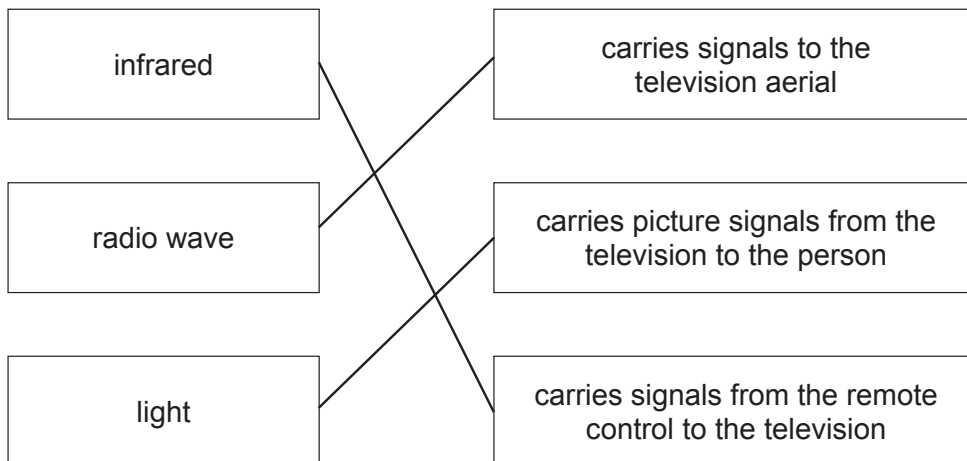 infrared
carries signals to the
television aerial
radio wave
carries picture signals from the
television to the person
light
carries signals from the remote
control to the television